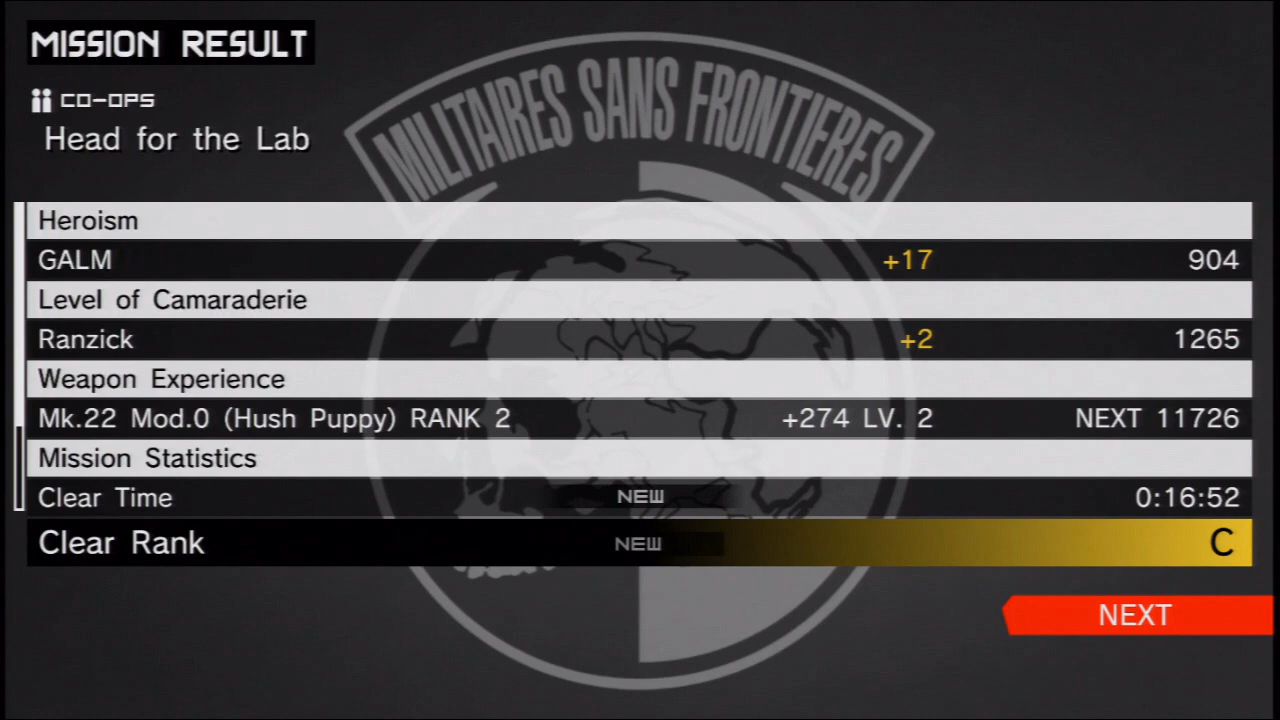 MISSION RESULT
CO-OPS
Head for the Lab
MILITAIRES SANS FRONTIERES
Heroism
GALM +17 904
Level of Camaraderie
Ranzick +2 1265
Weapon Experience
Mk.22 Mod.0 (Hush Puppy) RANK 2 +274 LV. 2 NEXT 11726
Mission Statistics
Clear Time NEW 0:16:52
Clear Rank NEW C
NEXT